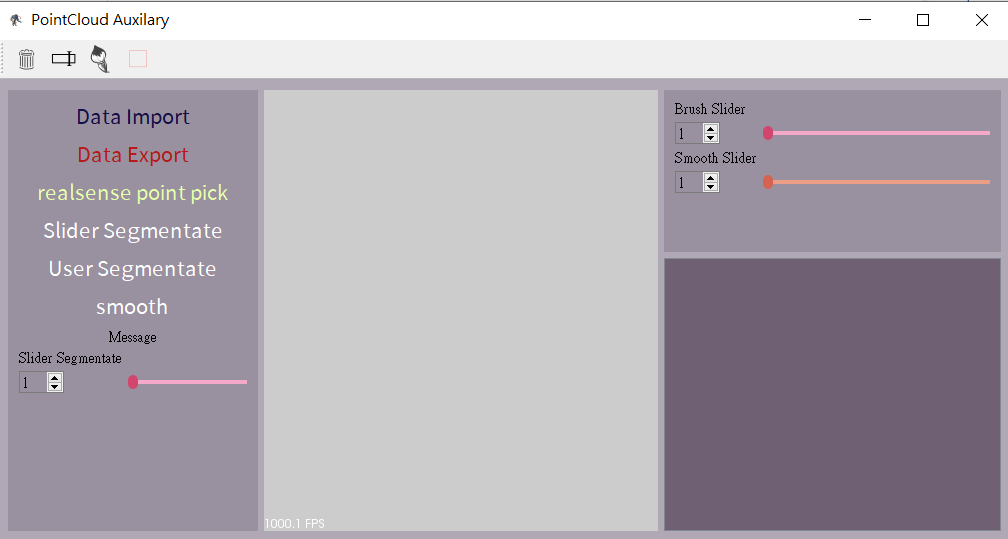 PointCloud Auxilary
Data Import
Data Export
realsense point pick
Slider Segmentate
User Segmentate
smooth
Message
Slider Segmentate
1
1000.1 FPS
Brush Slider
1
Smooth Slider
1